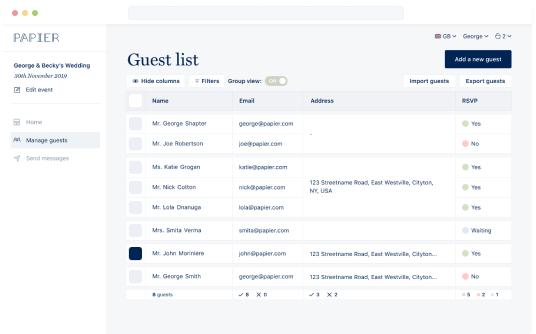 PAPIER
GB
George
2
George & Becky's Wedding
30th November 2019
Edit event
Home
Manage guests
Send messages
Guest list
Add a new guest
Hide columns
Filters
Group view:
ON
Import guests
Export guests
Name Email Address RSVP
Mr. George Shapter george@papier.com Yes
-
Mr. Joe Robertson joe@papier.com No
Ms. Katie Grogan katie@papier.com Yes
Mr. Nick Colton nick@papier.com 123 Streetname Road, East Westville, Cityton, NY, USA Yes
Mr. Lola Onanuga lola@papier.com Yes
Mrs. Smita Verma smita@papier.com Waiting
Mr. John Moriniere john@papier.com 123 Streetname Road, East Westville, Cityton... Yes
Mr. George Smith george@papier.com 123 Streetname Road, East Westville, Cityton... No
8 guests 8 0 3 2 5 2 1